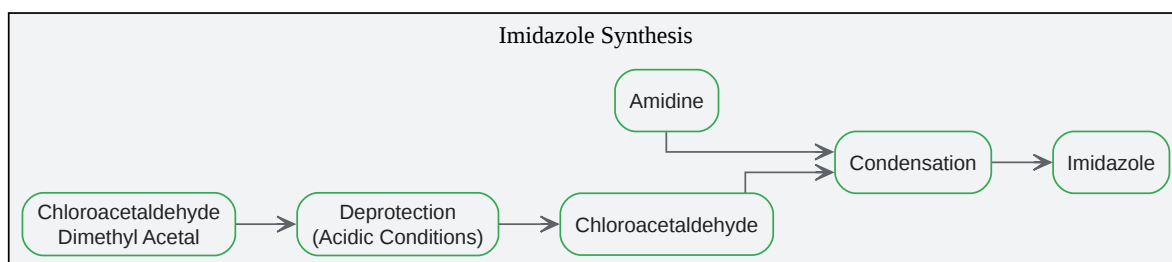 Imidazole Synthesis
Amidine
Condensation
Imidazole
Chloroacetaldehyde
Dimethyl Acetal
Deprotection
(Acidic Conditions)
Chloroacetaldehyde